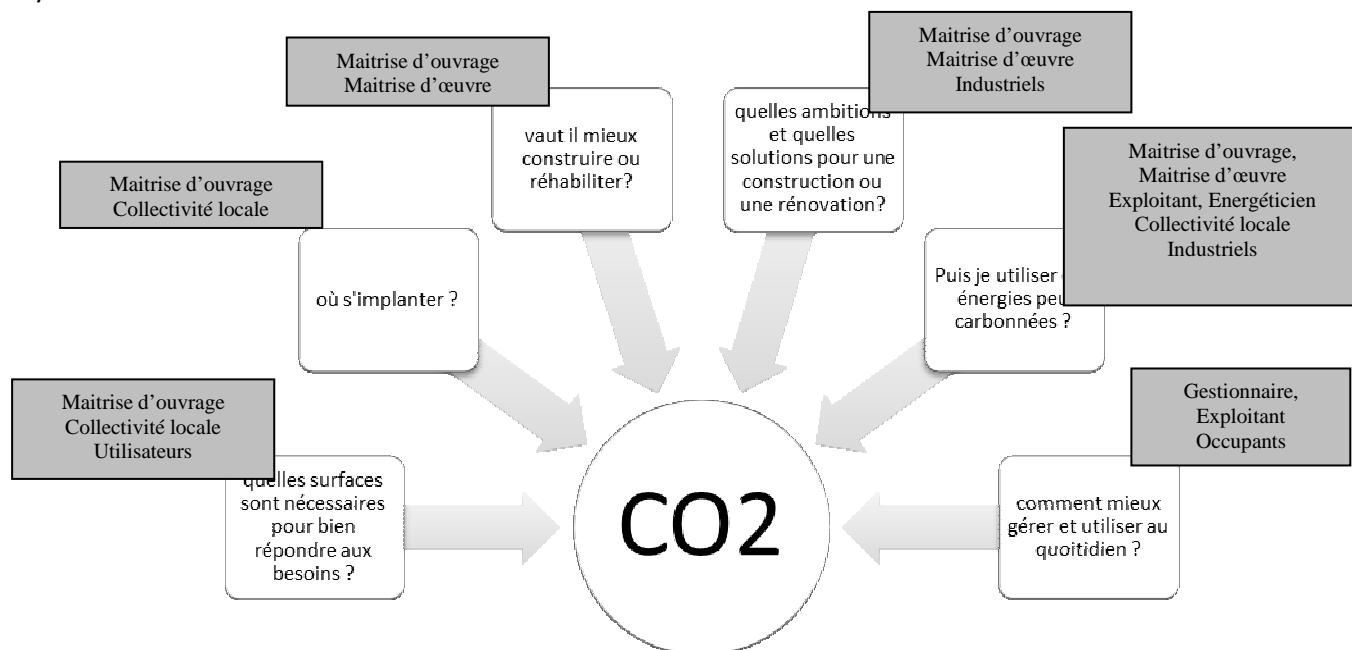 Maitrise d'ouvrage
Maitrise d'œuvre
vaut il mieux
construire ou
réhabiliter?
Maitrise d'ouvrage
Maitrise d'œuvre
Industriels
quelles ambitions
et quelles
solutions pour une
construction ou
une rénovation?
Maitrise d'ouvrage
Collectivité locale
où s'implanter ?
Maitrise d'ouvrage,
Maitrise d'œuvre
Exploitant, Energéticien
Collectivité locale
Industriels
Puis je utiliser
énergies peu
carbonnées ?
Maitrise d'ouvrage
Collectivité locale
Utilisateurs
quelles surfaces
sont nécessaires
pour bien
répondre aux
besoins ?
Gestionnaire,
Exploitant
Occupants
comment mieux
gérer et utiliser au
quoitidien ?
CO2